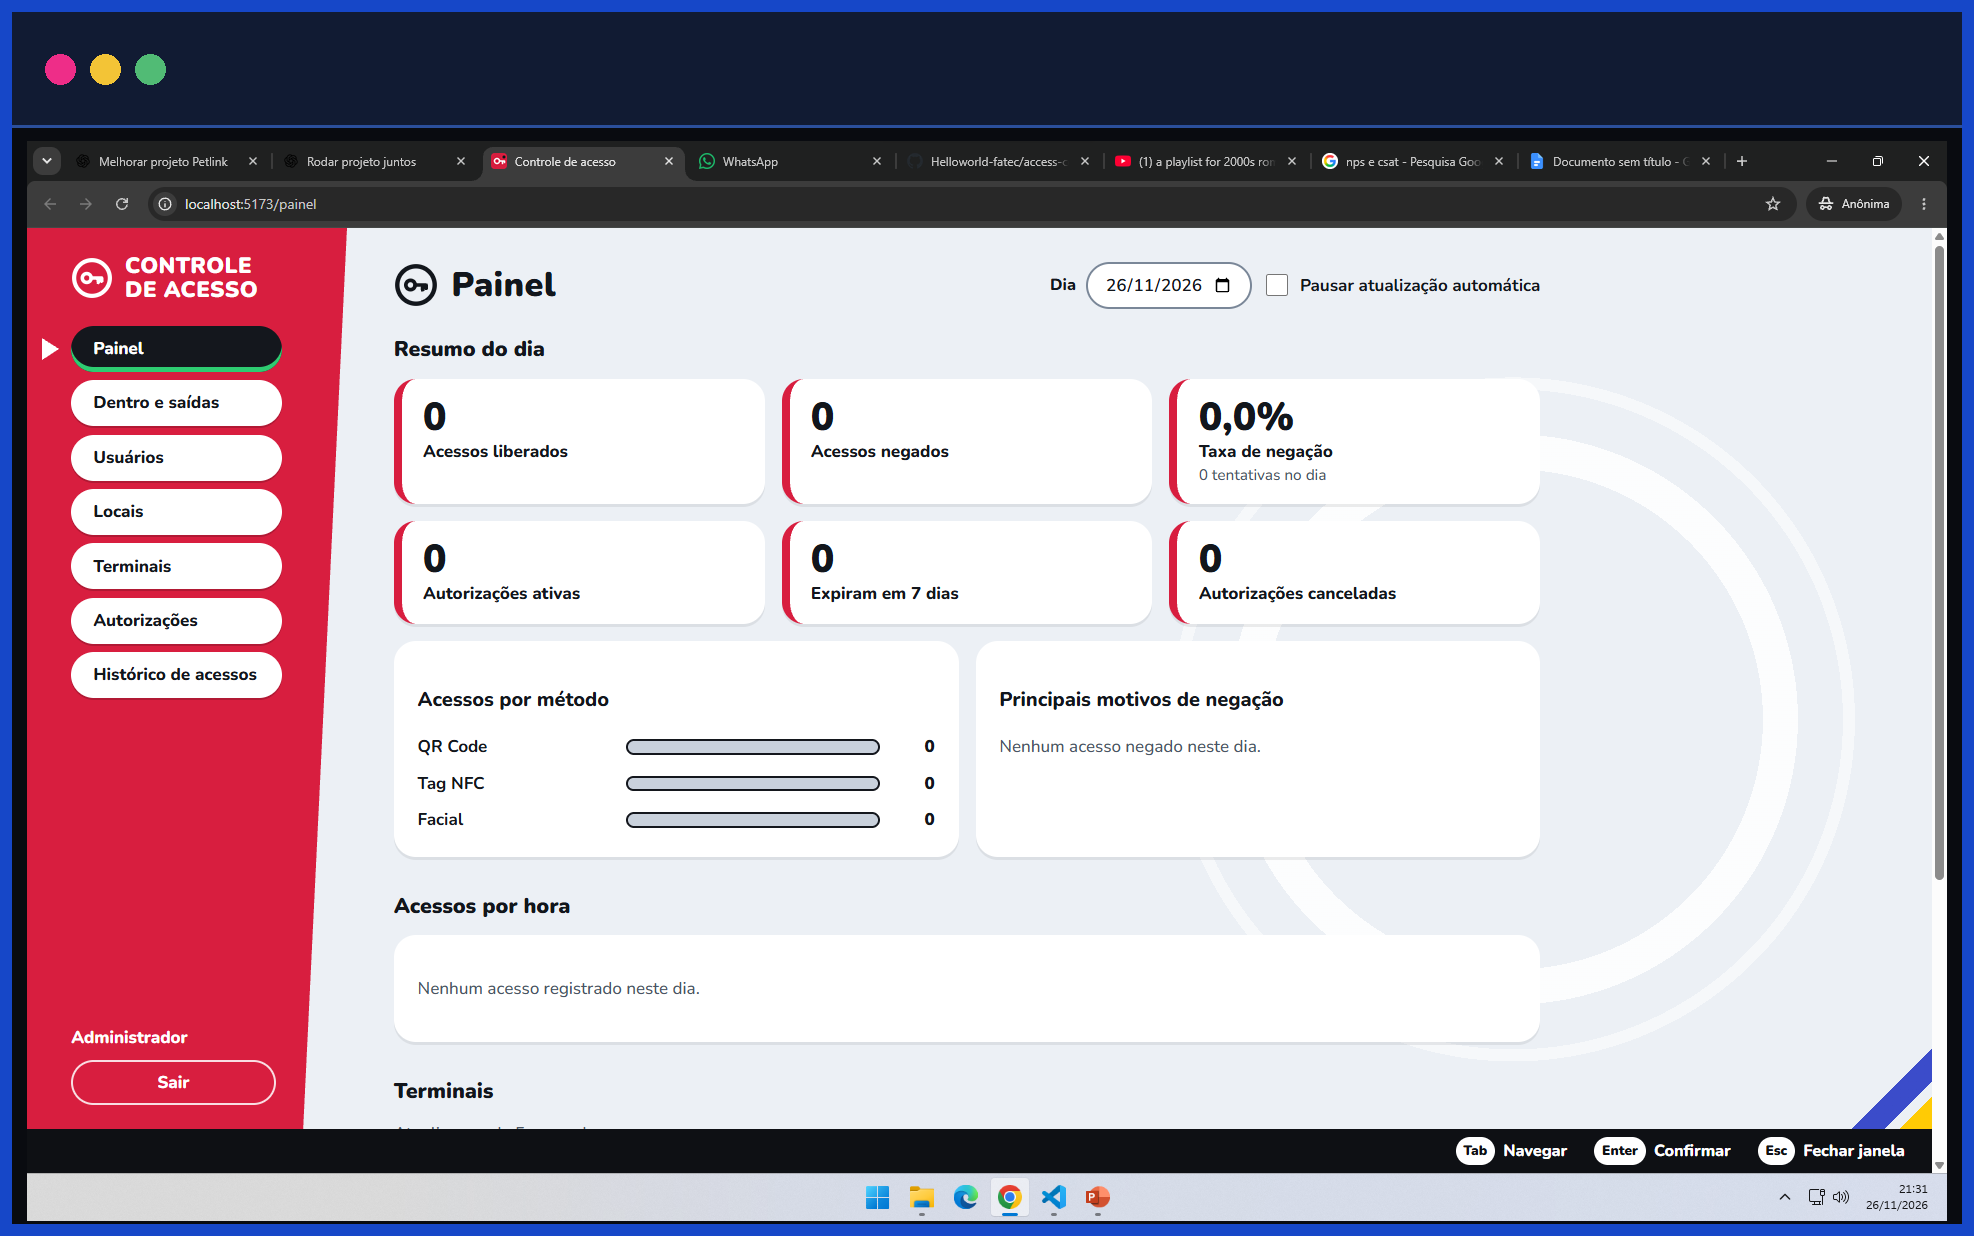 Melhorar projeto Petlink
Rodar projeto juntos
Controle de acesso
WhatsApp
Helloworld-fatec/access-c
(1) a playlist for 2000s ron
nps e csat - Pesquisa Goo
Documento sem título - G
localhost:5173/painel
Anônima
CONTROLE
DE ACESSO
Painel
Dentro e saídas
Usuários
Locais
Terminais
Autorizações
Histórico de acessos
Administrador
Sair
Painel
Dia
26/11/2026
Pausar atualização automática
Resumo do dia
0
Acessos liberados
0
Acessos negados
0,0%
Taxa de negação
0 tentativas no dia
0
Autorizações ativas
0
Expiram em 7 dias
0
Autorizações canceladas
Acessos por método
QR Code 0
Tag NFC 0
Facial 0
Principais motivos de negação
Nenhum acesso negado neste dia.
Acessos por hora
Nenhum acesso registrado neste dia.
Terminais
Tab Navegar
Enter Confirmar
Esc Fechar janela
21:31
26/11/2026